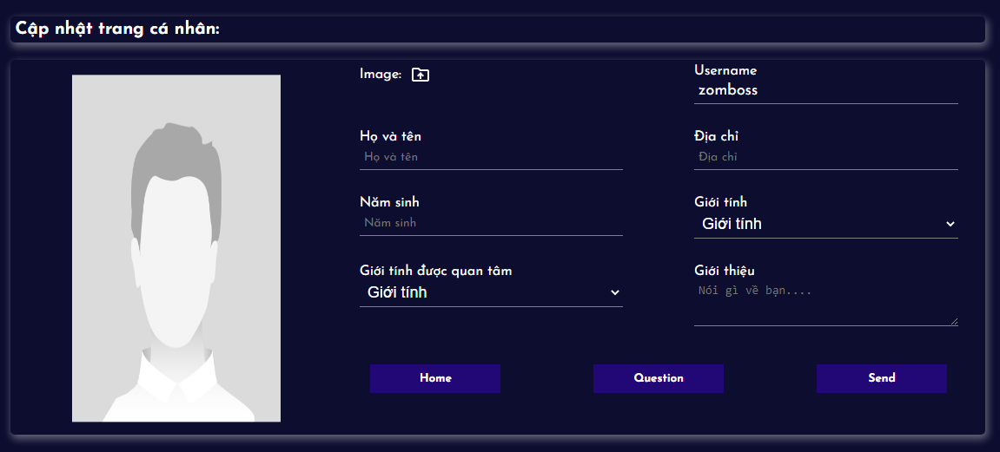 Cập nhật trang cá nhân:
Image:
Username
zomboss
Họ và tên
Họ và tên
Địa chỉ
Địa chỉ
Năm sinh
Năm sinh
Giới tính
Giới tính
Giới tính được quan tâm
Giới tính
Giới thiệu
Nói gì về bạn....
Home
Question
Send